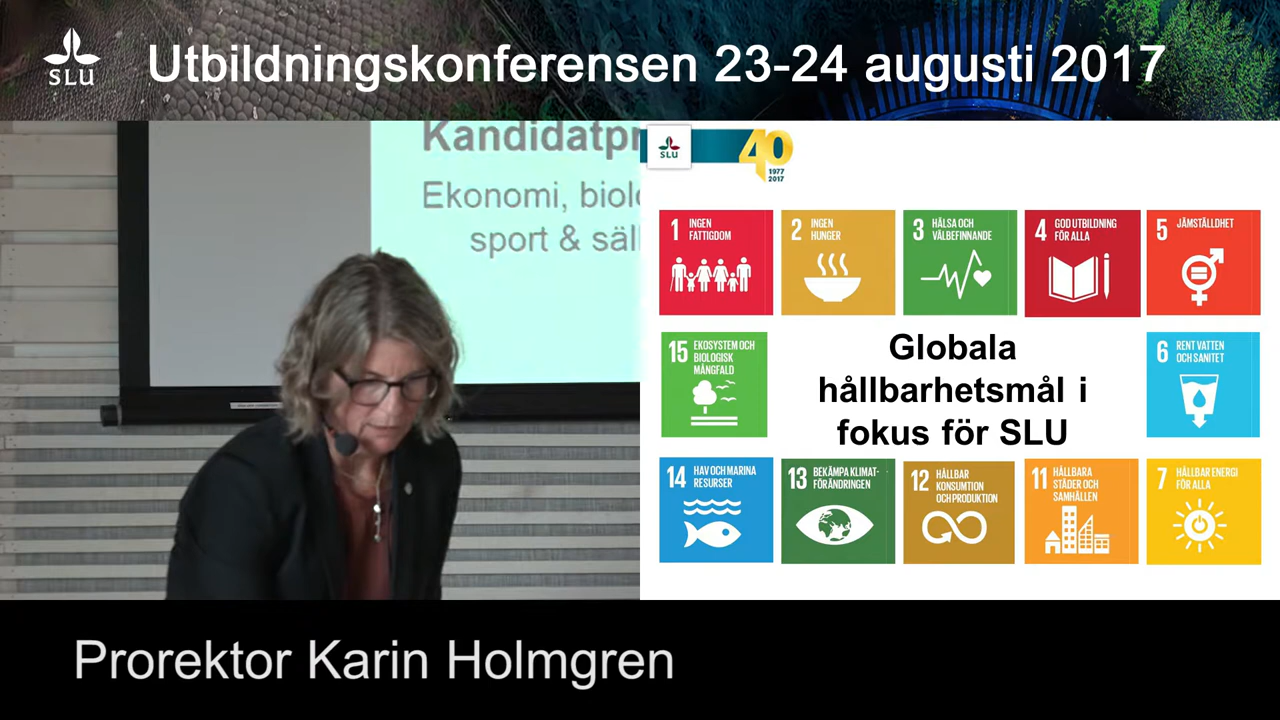 SLU
Utbildningskonferensen 23-24 augusti 2017
Kandidatpr
Ekonomi, biol
sport & säl
SLU
40
1977
2017
1 INGEN
FATTIGDOM
2 INGEN
HUNGER
3 HÄLSA OCH
VÄLBEFINNANDE
4 GOD UTBILDNING
FÖR ALLA
5 JÄMSTÄLLDHET
15 EKOSYSTEM OCH
BIOLOGISK
MÅNGFALD
Globala
hållbarhetsmål i
fokus för SLU
6 RENT VATTEN
OCH SANITET
14 HAV OCH MARINA
RESURSER
13 BEKÄMPA KLIMAT-
FÖRÄNDRINGEN
12 HÅLLBAR
KONSUMTION
OCH PRODUKTION
11 HÅLLBARA
STÄDER OCH
SAMHÄLLEN
7 HÅLLBAR ENERGI
FÖR ALLA
Prorektor Karin Holmgren